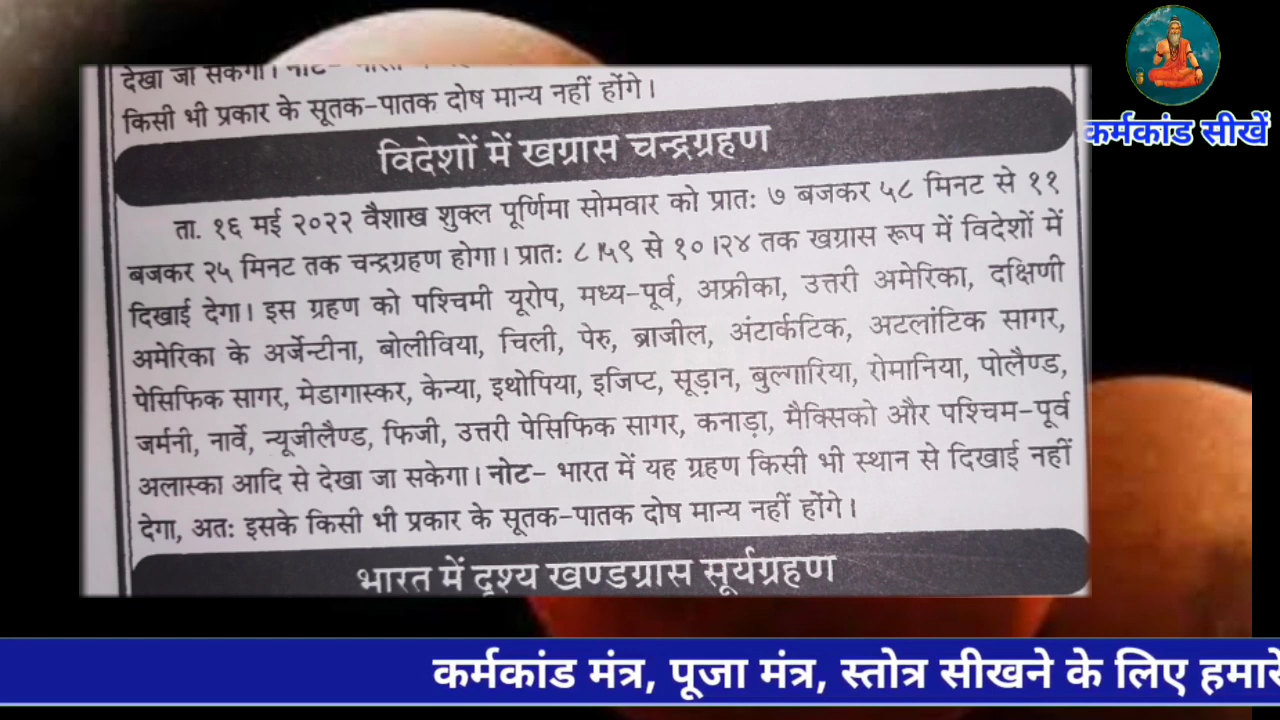 देखा जा सकेगा। नोट-
किसी भी प्रकार के सूतक-पातक दोष मान्य नहीं होंगे।
विदेशों में खग्रास चन्द्रग्रहण
ता. १६ मई २०२२ वैशाख शुक्ल पूर्णिमा सोमवार को प्रातः ७ बजकर ५८ मिनट से ११
बजकर २५ मिनट तक चन्द्रग्रहण होगा। प्रातः ८।५९ से १०।२४ तक खग्रास रूप में विदेशों में
दिखाई देगा। इस ग्रहण को पश्चिमी यूरोप, मध्य-पूर्व, अफ्रीका, उत्तरी अमेरिका, दक्षिणी
अमेरिका के अर्जेन्टीना, बोलीविया, चिली, पेरु, ब्राजील, अंटार्कटिक, अटलांटिक सागर,
पेसिफिक सागर, मेडागास्कर, केन्या, इथोपिया, इजिप्ट, सूड़ान, बुल्गारिया, रोमानिया, पोलैण्ड,
जर्मनी, नार्वे, न्यूजीलैण्ड, फिजी, उत्तरी पेसिफिक सागर, कनाड़ा, मैक्सिको और पश्चिम-पूर्व
अलास्का आदि से देखा जा सकेगा। नोट- भारत में यह ग्रहण किसी भी स्थान से दिखाई नहीं
देगा, अतः इसके किसी भी प्रकार के सूतक-पातक दोष मान्य नहीं होंगे।
भारत में दृश्य खण्डग्रास सूर्यग्रहण
कर्मकांड सीखें
कर्मकांड मंत्र, पूजा मंत्र, स्तोत्र सीखने के लिए हमारे